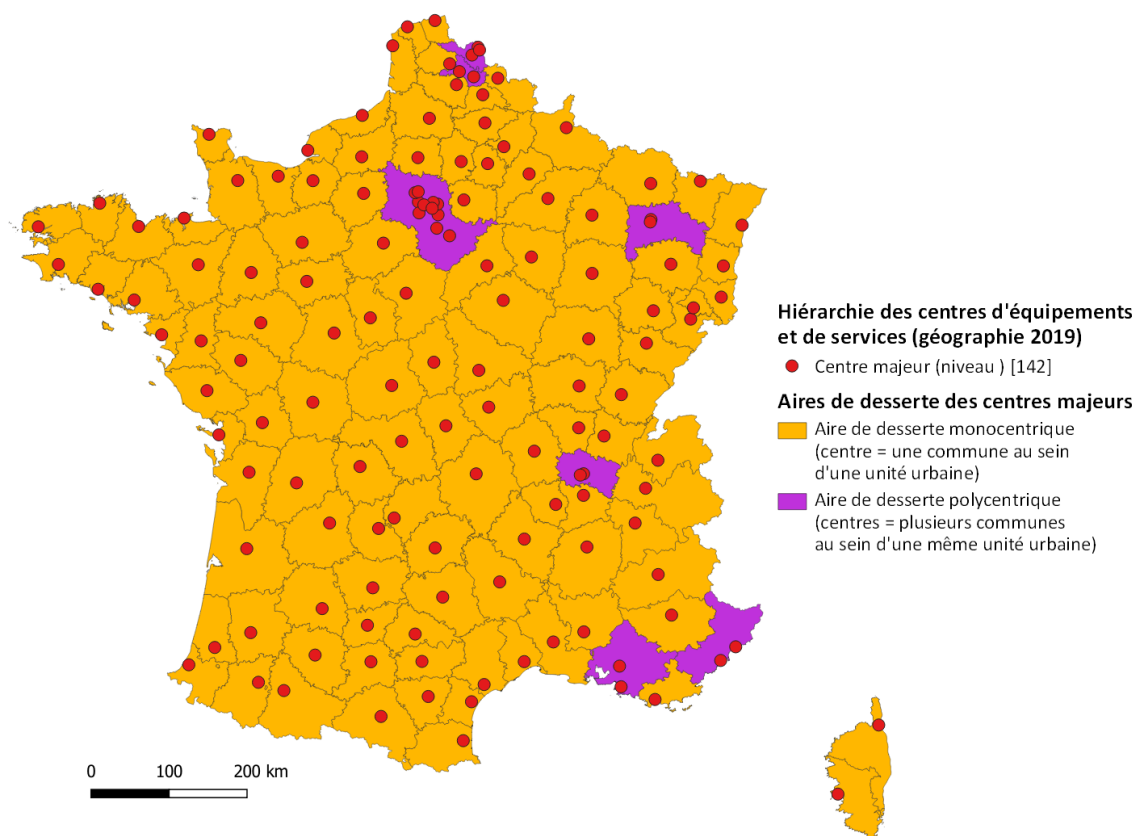 Hiérarchie des centres d'équipements
et de services (géographie 2019)
Centre majeur (niveau ) [142]
Aires de desserte des centres majeurs
Aire de desserte monocentrique
(centre = une commune au sein
d'une unité urbaine)
Aire de desserte polycentrique
(centres = plusieurs communes
au sein d'une même unité urbaine)
0 100 200 km